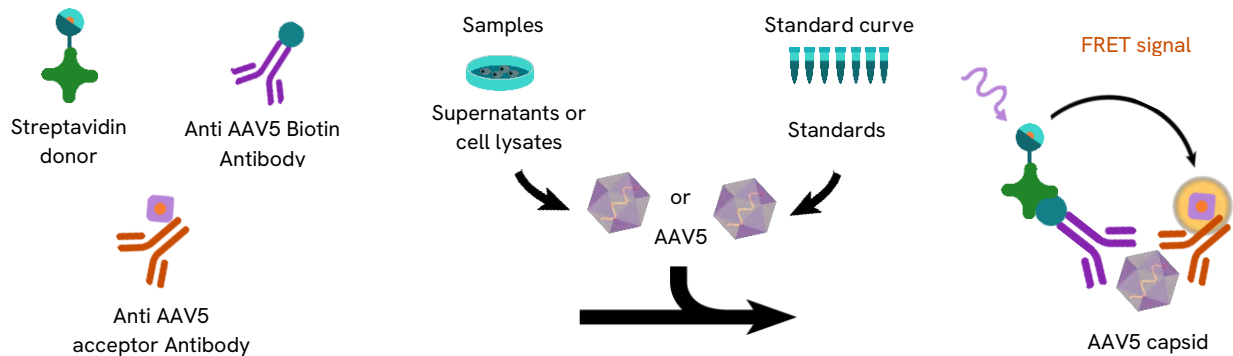 Streptavidin
donor
Anti AAV5 Biotin
Antibody
Anti AAV5
acceptor Antibody
Samples
Supernatants or
cell lysates
Standard curve
Standards
or
AAV5
FRET signal
AAV5 capsid